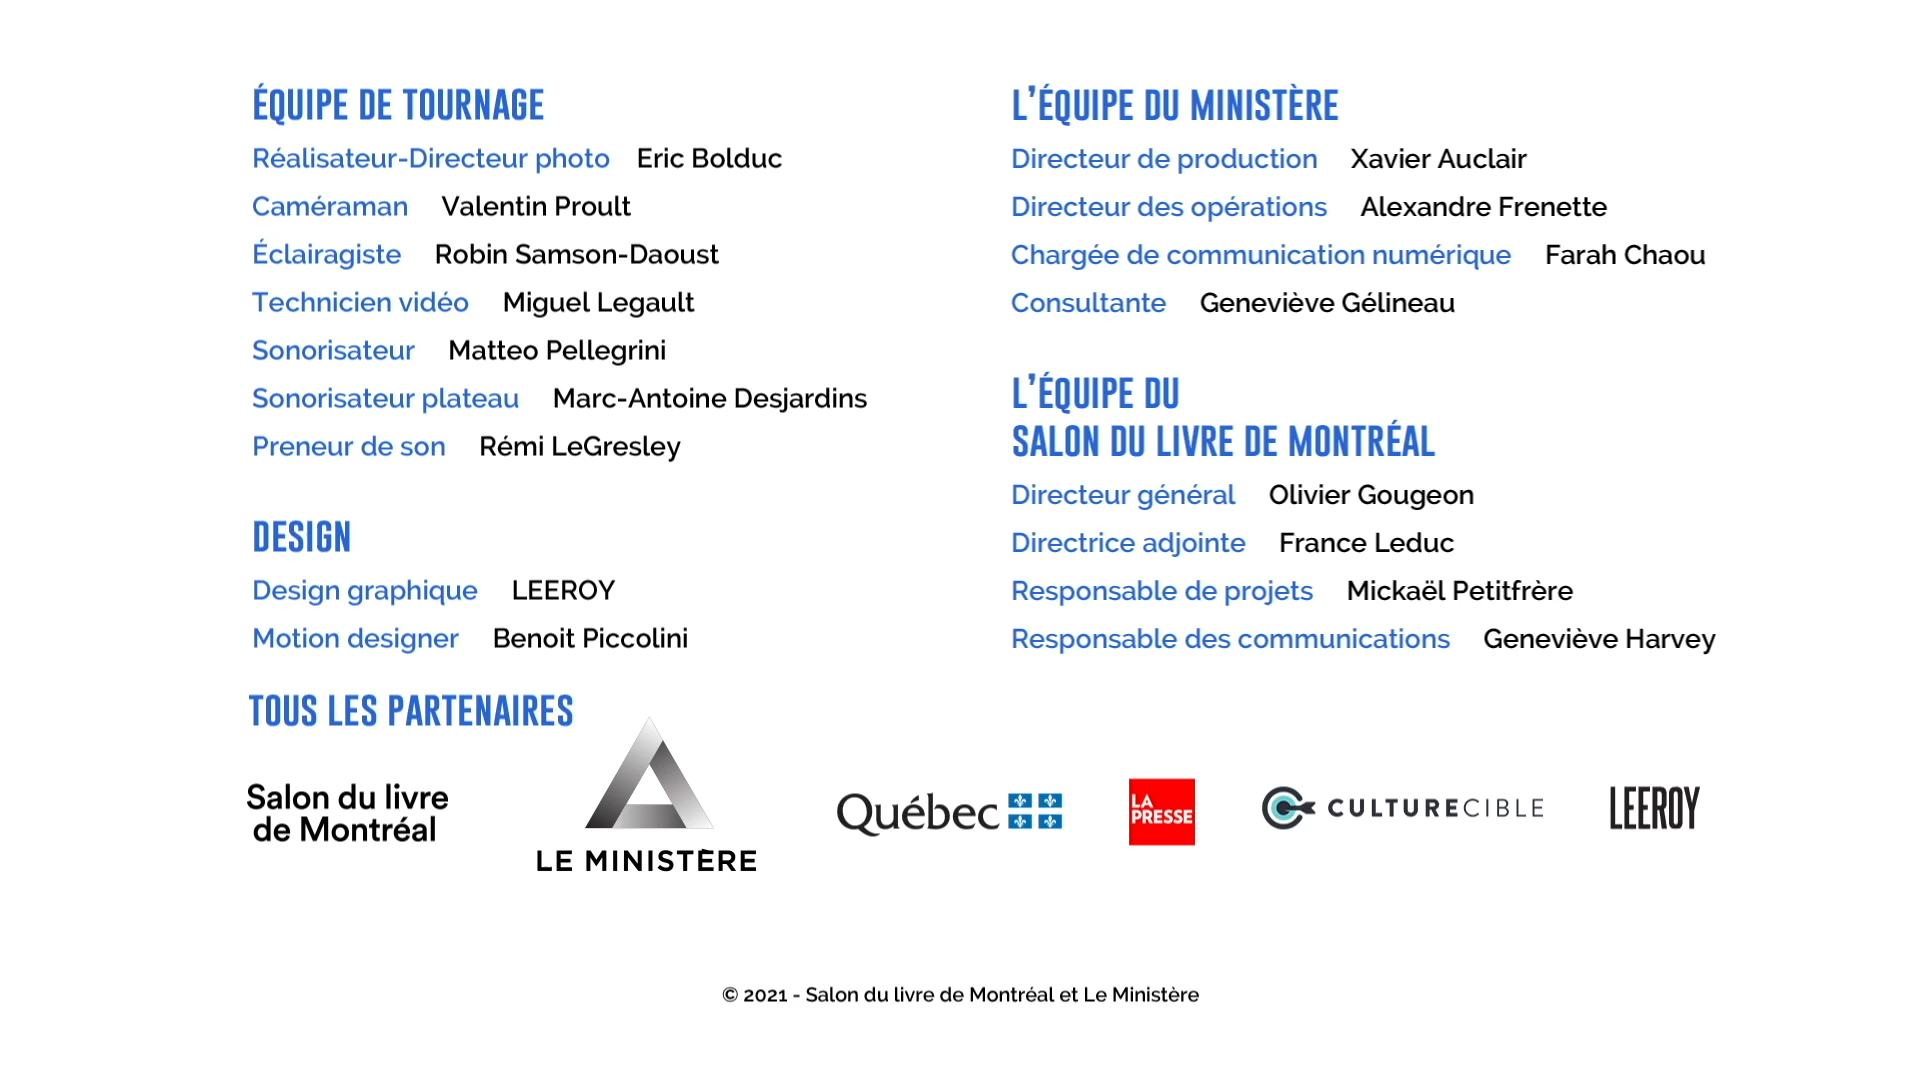 ÉQUIPE DE TOURNAGE
Réalisateur-Directeur photo Eric Bolduc
Caméraman Valentin Proult
Éclairagiste Robin Samson-Daoust
Technicien vidéo Miguel Legault
Sonorisateur Matteo Pellegrini
Sonorisateur plateau Marc-Antoine Desjardins
Preneur de son Rémi LeGresley
DESIGN
Design graphique LEEROY
Motion designer Benoit Piccolini
L'ÉQUIPE DU MINISTÈRE
Directeur de production Xavier Auclair
Directeur des opérations Alexandre Frenette
Chargée de communication numérique Farah Chaou
Consultante Geneviève Gélineau
L'ÉQUIPE DU
SALON DU LIVRE DE MONTRÉAL
Directeur général Olivier Gougeon
Directrice adjointe France Leduc
Responsable de projets Mickaël Petitfrère
Responsable des communications Geneviève Harvey
TOUS LES PARTENAIRES
Salon du livre
de Montréal
LE MINISTÈRE
Québec
LA
PRESSE
CULTURECIBLE
LEEROY
© 2021 - Salon du livre de Montréal et Le Ministère